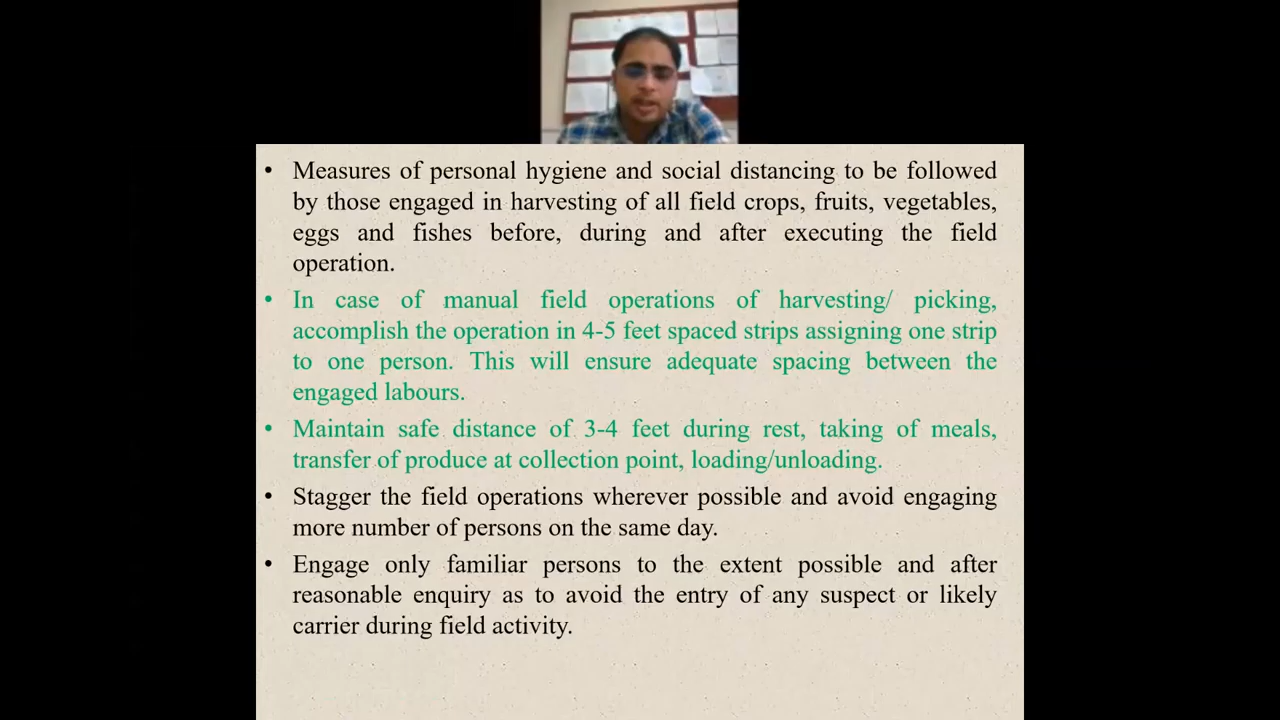 • Measures of personal hygiene and social distancing to be followed
by those engaged in harvesting of all field crops, fruits, vegetables,
eggs and fishes before, during and after executing the field
operation.
• In case of manual field operations of harvesting/ picking,
accomplish the operation in 4-5 feet spaced strips assigning one strip
to one person. This will ensure adequate spacing between the
engaged labours.
• Maintain safe distance of 3-4 feet during rest, taking of meals,
transfer of produce at collection point, loading/unloading.
• Stagger the field operations wherever possible and avoid engaging
more number of persons on the same day.
• Engage only familiar persons to the extent possible and after
reasonable enquiry as to avoid the entry of any suspect or likely
carrier during field activity.